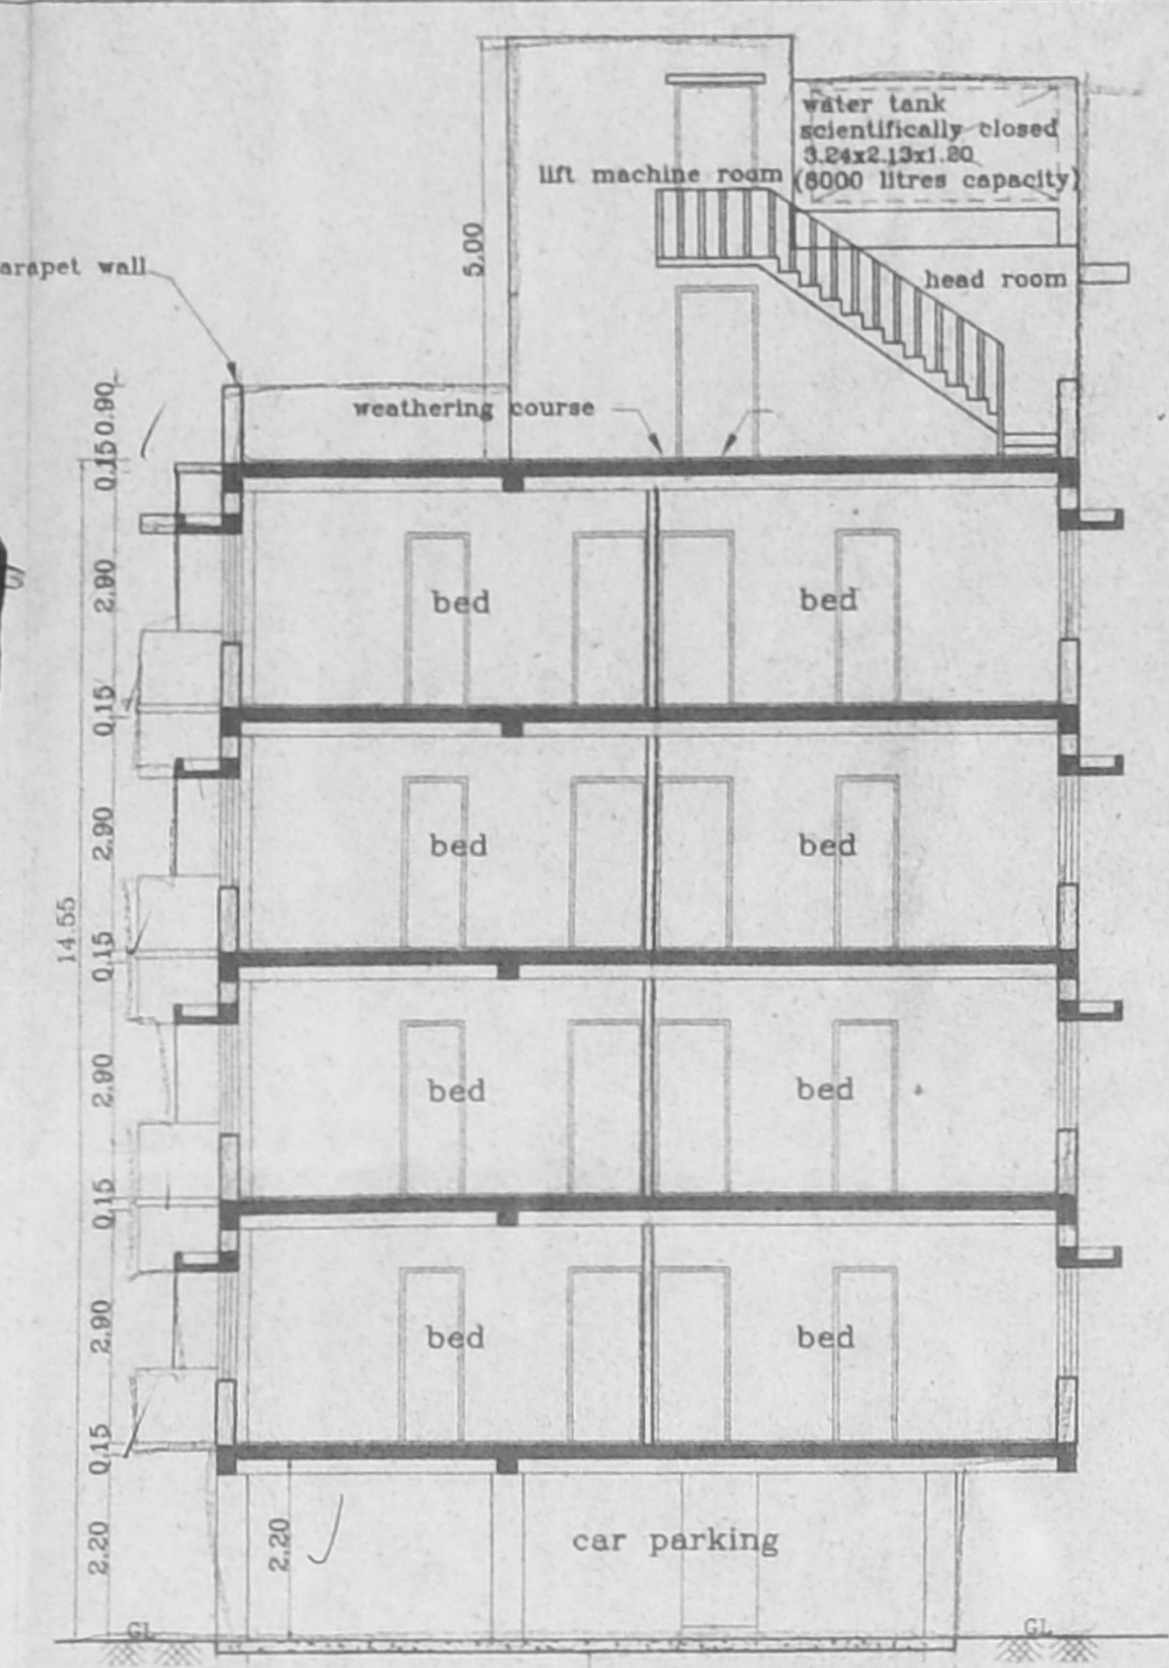 water tank
scientifically closed
3.24x2.13x1.20
lift machine room (8000 litres capacity)
5.00
arapet wall
head room
0.90
weathering course
0.15
2.90
bed bed
0.15
2.90
bed bed
14.55
0.15
2.90
bed bed
0.15
2.90
bed bed
0.15
2.20
2.20
car parking
GL GL